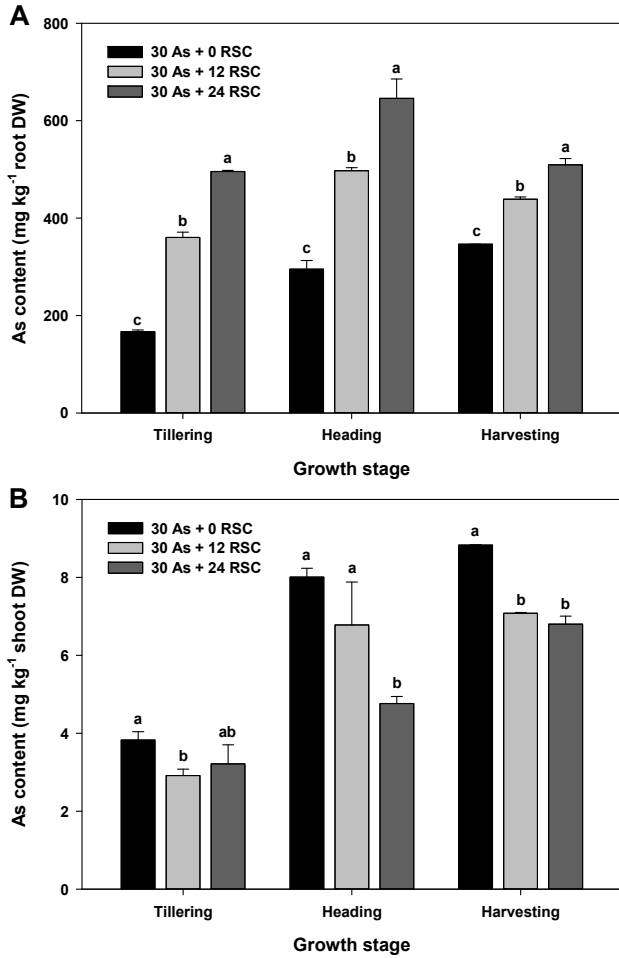 A
As content (mg kg⁻¹ root DW)
800
600
400
200
0
30 As + 0 RSC
30 As + 12 RSC
30 As + 24 RSC
c
b
a
c
b
a
c
b
a
Tillering
Heading
Harvesting
Growth stage
B
As content (mg kg⁻¹ shoot DW)
10
8
6
4
2
0
30 As + 0 RSC
30 As + 12 RSC
30 As + 24 RSC
a
b
ab
a
a
b
a
b
b
Tillering
Heading
Harvesting
Growth stage